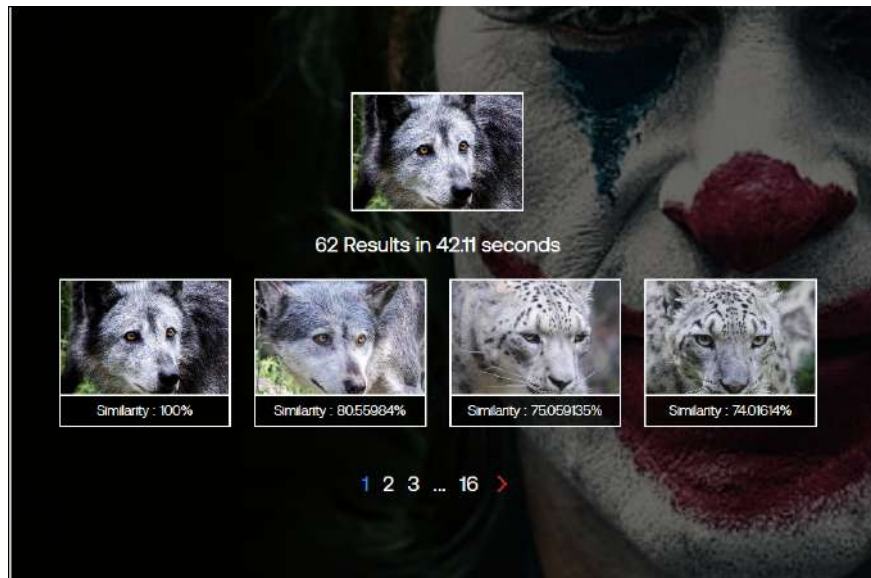 62 Results in 42.11 seconds
Similarity : 100%
Similarity : 80.55984%
Similarity : 75.059135%
Similarity : 74.01614%
1 2 3 ... 16 >